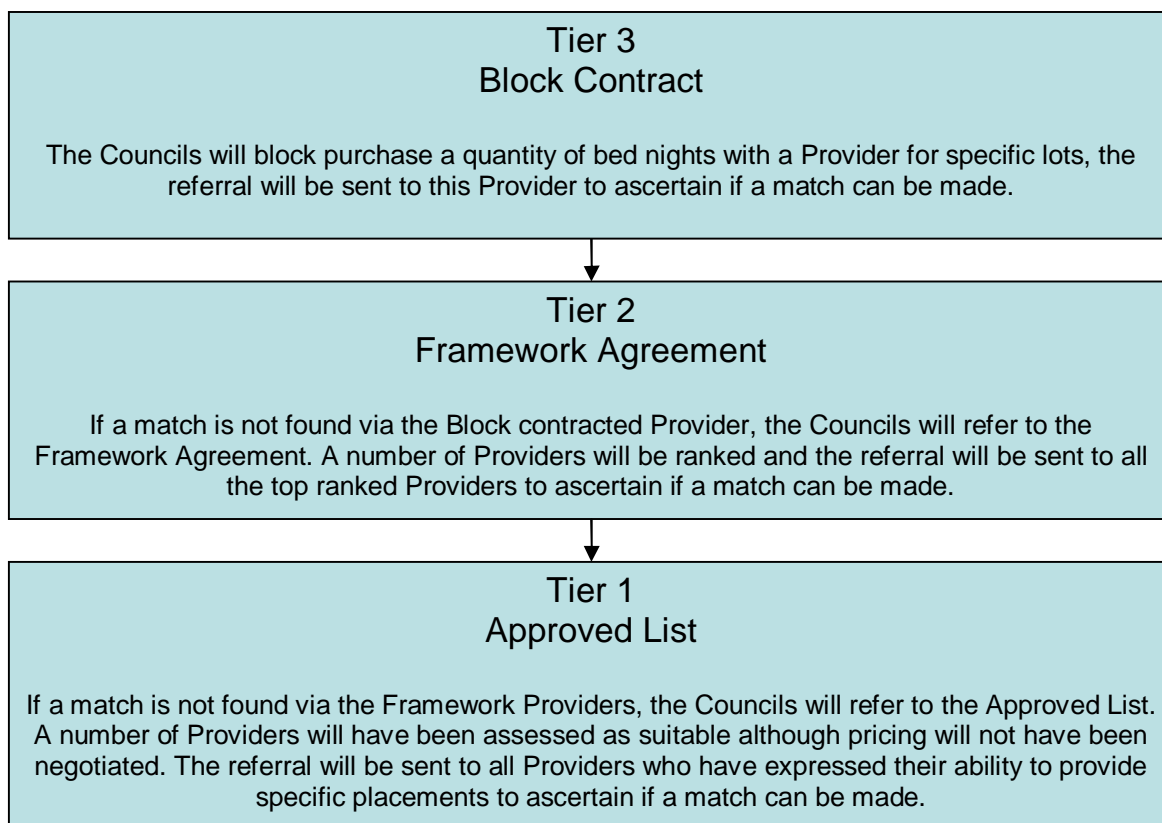 Tier 3
Block Contract
The Councils will block purchase a quantity of bed nights with a Provider for specific lots, the
referral will be sent to this Provider to ascertain if a match can be made.
Tier 2
Framework Agreement
If a match is not found via the Block contracted Provider, the Councils will refer to the
Framework Agreement. A number of Providers will be ranked and the referral will be sent to all
the top ranked Providers to ascertain if a match can be made.
Tier 1
Approved List
If a match is not found via the Framework Providers, the Councils will refer to the Approved List.
A number of Providers will have been assessed as suitable although pricing will not have been
negotiated. The referral will be sent to all Providers who have expressed their ability to provide
specific placements to ascertain if a match can be made.